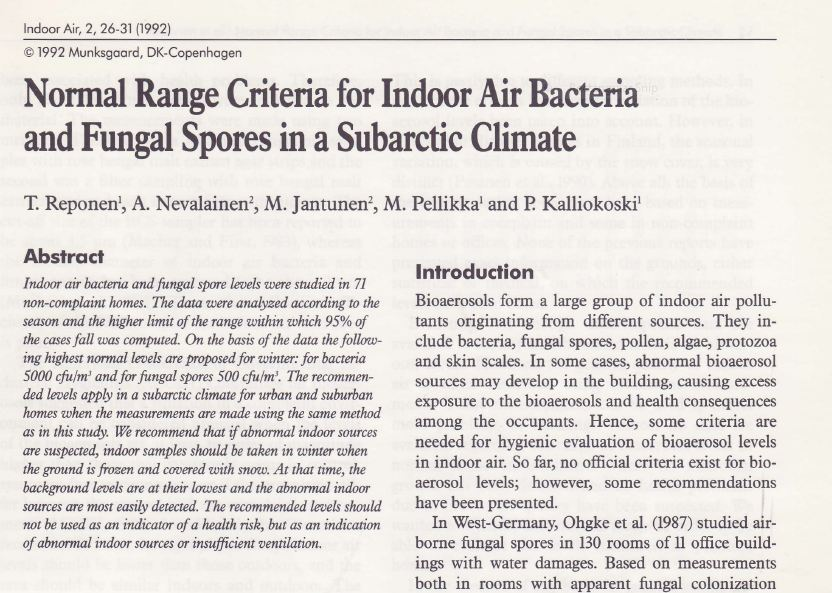 Indoor Air, 2, 26-31 (1992)
© 1992 Munksgaard, DK-Copenhagen
Normal Range Criteria for Indoor Air Bacteria
and Fungal Spores in a Subarctic Climate
T. Reponen¹, A. Nevalainen², M. Jantunen², M. Pellikka¹ and P. Kalliokoski¹
Abstract
Indoor air bacteria and fungal spore levels were studied in 71
non-complaint homes. The data were analyzed according to the
season and the higher limit of the range within which 95% of
the cases fall was computed. On the basis of the data the follow-
ing highest normal levels are proposed for winter: for bacteria
5000 cfu/m³ and for fungal spores 500 cfu/m³. The recommen-
ded levels apply in a subarctic climate for urban and suburban
homes when the measurements are made using the same method
as in this study. We recommend that if abnormal indoor sources
are suspected, indoor samples should be taken in winter when
the ground is frozen and covered with snow. At that time, the
background levels are at their lowest and the abnormal indoor
sources are most easily detected. The recommended levels should
not be used as an indicator of a health risk, but as an indication
of abnormal indoor sources or insufficient ventilation.
Introduction
Bioaerosols form a large group of indoor air pollu-
tants originating from different sources. They in-
clude bacteria, fungal spores, pollen, algae, protozoa
and skin scales. In some cases, abnormal bioaerosol
sources may develop in the building, causing excess
exposure to the bioaerosols and health consequences
among the occupants. Hence, some criteria are
needed for hygienic evaluation of bioaerosol levels
in indoor air. So far, no official criteria exist for bio-
aerosol levels; however, some recommendations
have been presented.
In West-Germany, Ohgke et al. (1987) studied air-
borne fungal spores in 130 rooms of 11 office build-
ings with water damages. Based on measurements
both in rooms with apparent fungal colonization